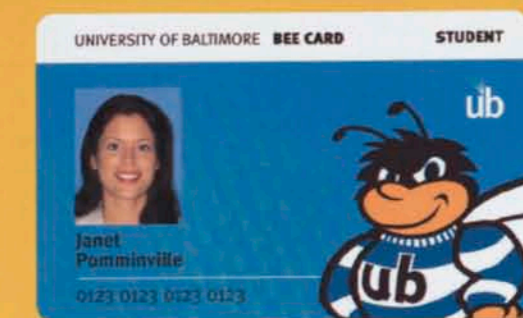 UNIVERSITY OF BALTIMORE BEE CARD STUDENT
ub
Janet
Pomminville
0123 0123 0123 0123
ub